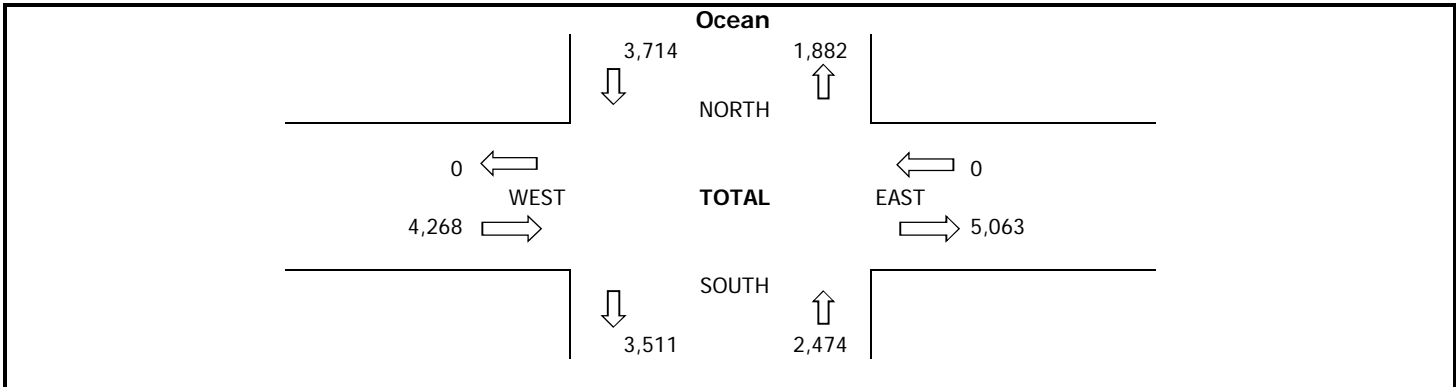 Ocean
3,714 1,882
NORTH
0 0
WEST TOTAL EAST
4,268 5,063
SOUTH
3,511 2,474